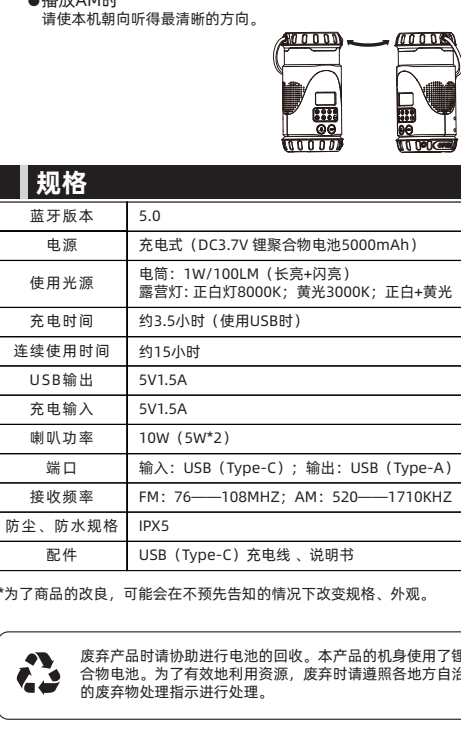 ●播放AM时
请使本机朝向听得最清晰的方向。
规格
蓝牙版本 5.0
电源 充电式（DC3.7V 锂聚合物电池5000mAh）
使用光源 电筒：1W/100LM（长亮+闪亮）
露营灯：正白灯8000K；黄光3000K；正白+黄光
充电时间 约3.5小时（使用USB时）
连续使用时间 约15小时
USB输出 5V1.5A
充电输入 5V1.5A
喇叭功率 10W（5W*2）
端口 输入：USB（Type-C）；输出：USB（Type-A）
接收频率 FM：76——108MHZ；AM：520——1710KHZ
防尘、防水规格 IPX5
配件 USB（Type-C）充电线 、说明书
*为了商品的改良，可能会在不预先告知的情况下改变规格、外观。
废弃产品时请协助进行电池的回收。本产品的机身使用了锂
合物电池。为了有效地利用资源，废弃时请遵照各地方自治
的废弃物处理指示进行处理。